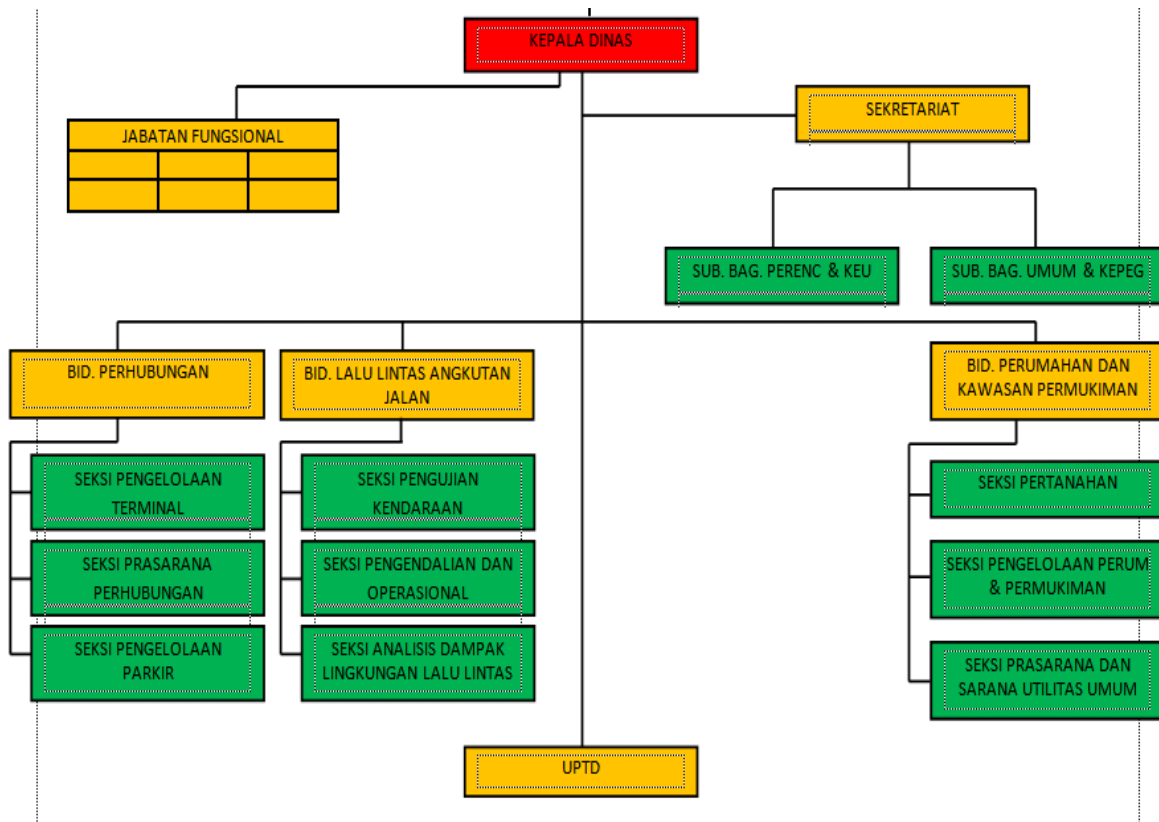 KEPALA DINAS
SEKRETARIAT
JABATAN FUNGSIONAL
SUB. BAG. PERENC & KEU
SUB. BAG. UMUM & KEPEG
BID. PERHUBUNGAN
BID. LALU LINTAS ANGKUTAN
JALAN
BID. PERUMAHAN DAN
KAWASAN PERMUKIMAN
SEKSI PENGELOLAAN
TERMINAL
SEKSI PRASARANA
PERHUBUNGAN
SEKSI PENGELOLAAN
PARKIR
SEKSI PENGUJIAN
KENDARAAN
SEKSI PENGENDALIAN DAN
OPERASIONAL
SEKSI ANALISIS DAMPAK
LINGKUNGAN LALU LINTAS
SEKSI PERTANAHAN
SEKSI PENGELOLAAN PERUM
& PERMUKIMAN
SEKSI PRASARANA DAN
SARANA UTILITAS UMUM
UPTD